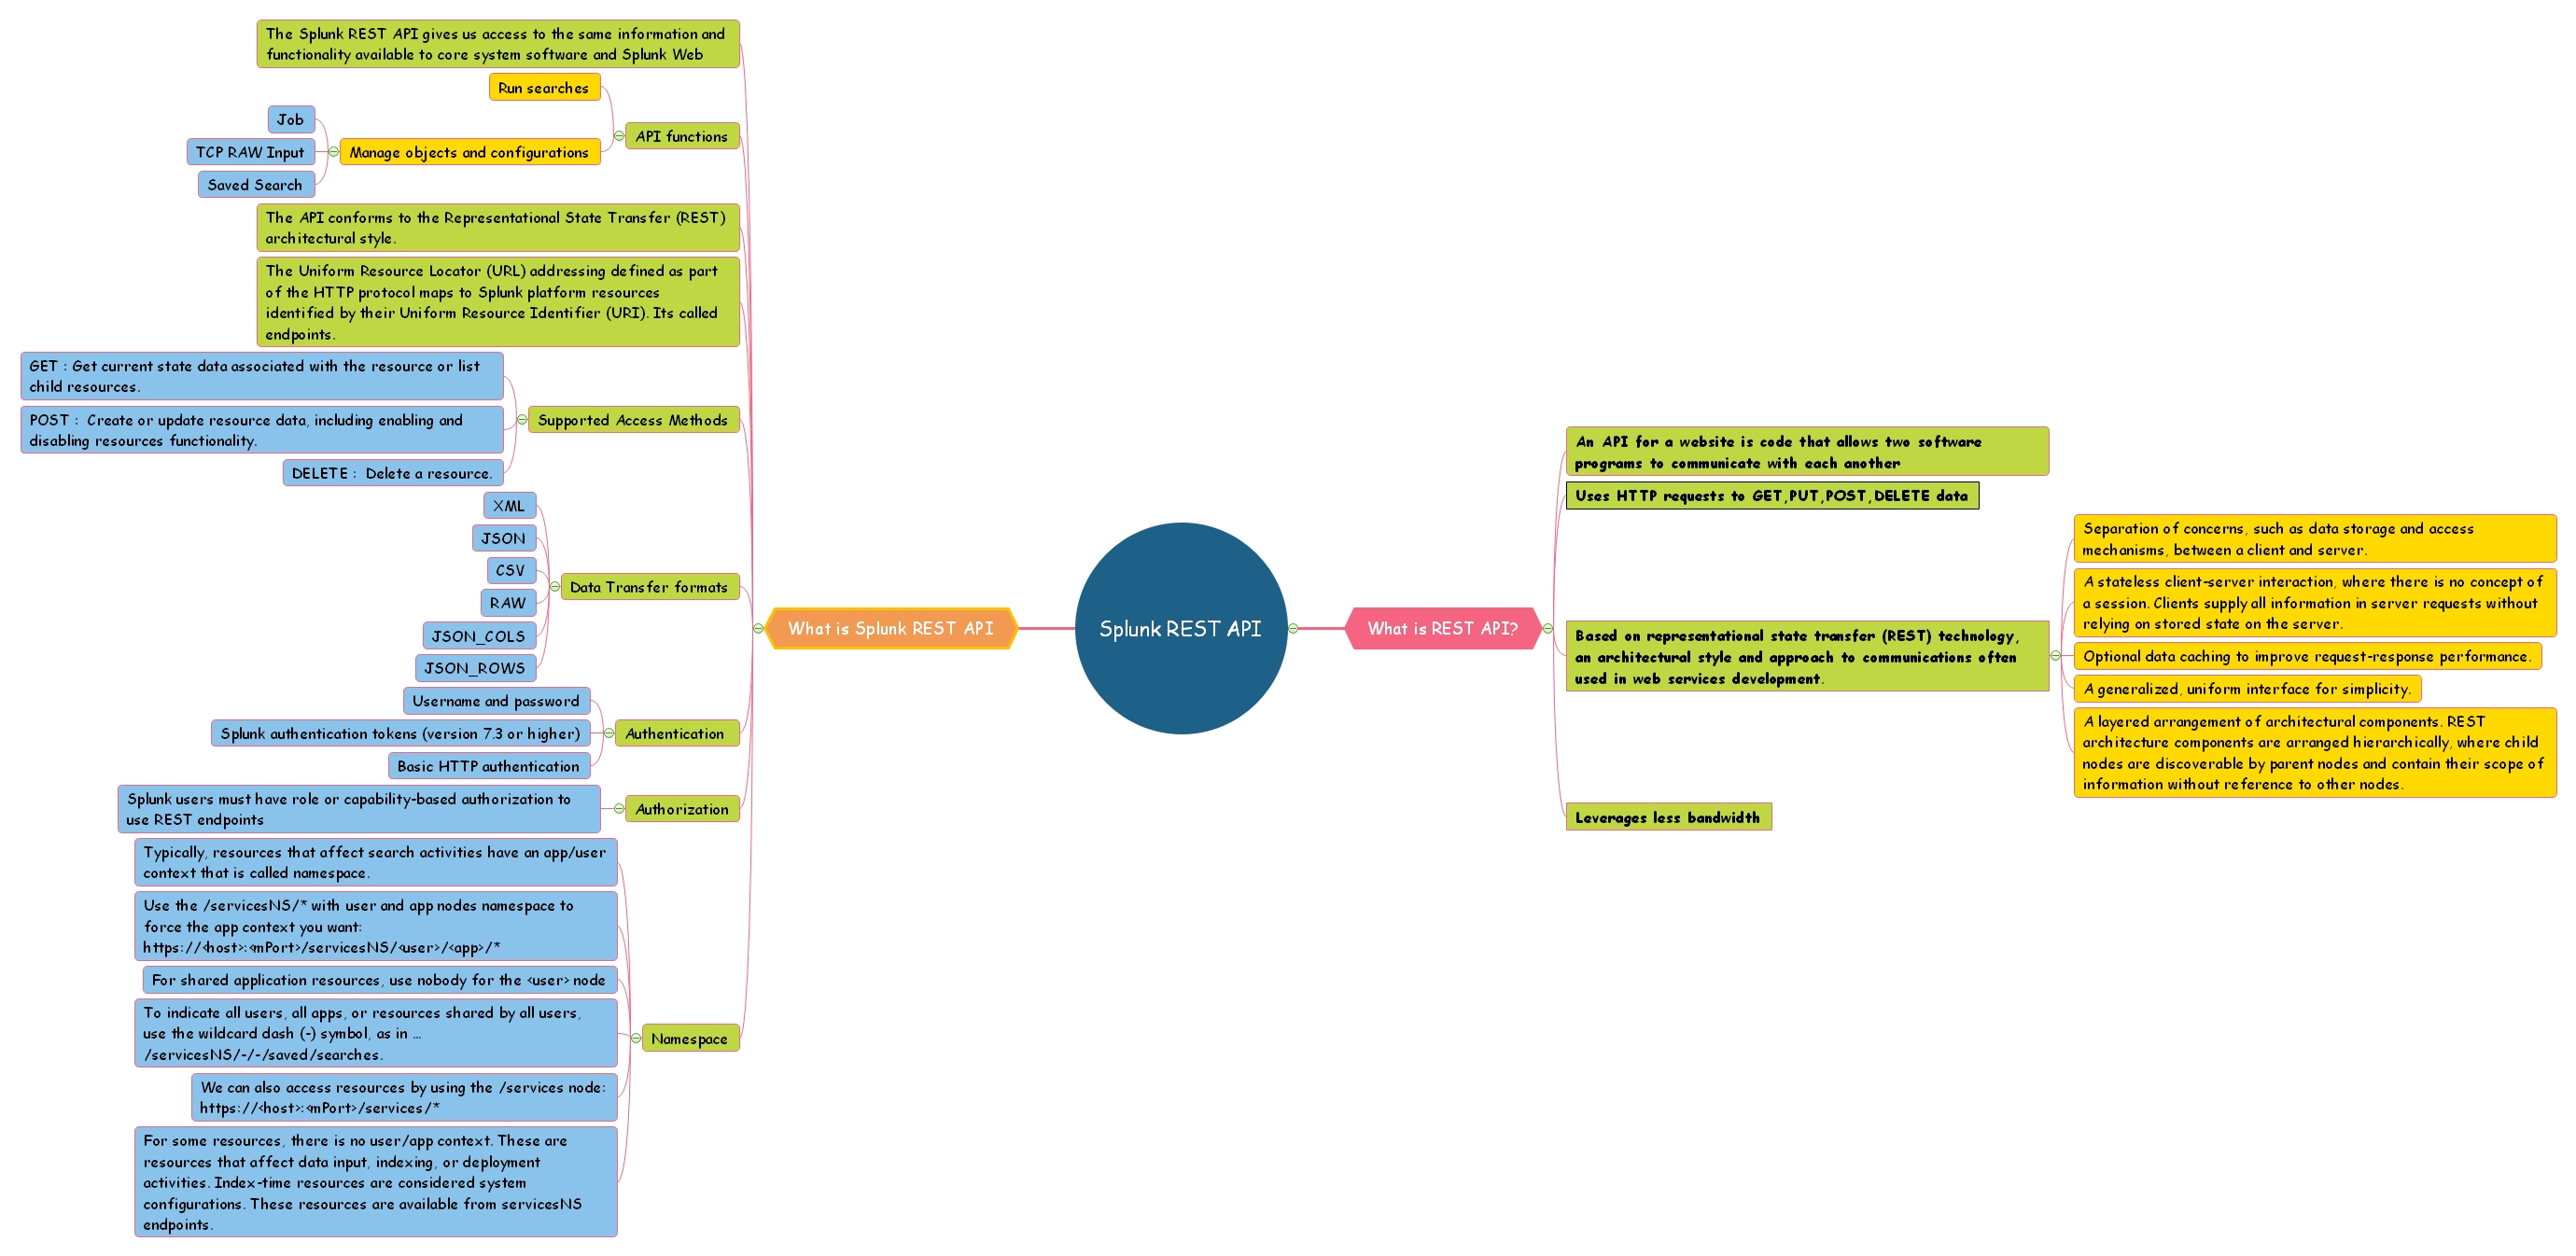 The Splunk REST API gives us access to the same information and
functionality available to core system software and Splunk Web
Run searches
API functions
Job
TCP RAW Input
Manage objects and configurations
Saved Search
The API conforms to the Representational State Transfer (REST)
architectural style.
The Uniform Resource Locator (URL) addressing defined as part
of the HTTP protocol maps to Splunk platform resources
identified by their Uniform Resource Identifier (URI). Its called
endpoints.
GET : Get current state data associated with the resource or list
child resources.
Supported Access Methods
POST :  Create or update resource data, including enabling and
disabling resources functionality.
DELETE :  Delete a resource.
XML
JSON
CSV
Data Transfer formats
RAW
JSON_COLS
JSON_ROWS
Username and password
Splunk authentication tokens (version 7.3 or higher)
Authentication
Basic HTTP authentication
Splunk users must have role or capability-based authorization to
use REST endpoints
Authorization
Typically, resources that affect search activities have an app/user
context that is called namespace.
Use the /servicesNS/* with user and app nodes namespace to
force the app context you want:
https://<host>:<mPort>/servicesNS/<user>/<app>/*
For shared application resources, use nobody for the <user> node
To indicate all users, all apps, or resources shared by all users,
use the wildcard dash (-) symbol, as in ...
/servicesNS/-/-/saved/searches.
Namespace
We can also access resources by using the /services node:
https://<host>:<mPort>/services/*
For some resources, there is no user/app context. These are
resources that affect data input, indexing, or deployment
activities. Index-time resources are considered system
configurations. These resources are available from servicesNS
endpoints.
What is Splunk REST API
Splunk REST API
What is REST API?
An API for a website is code that allows two software
programs to communicate with each another
Uses HTTP requests to GET,PUT,POST,DELETE data
Based on representational state transfer (REST) technology,
an architectural style and approach to communications often
used in web services development.
Separation of concerns, such as data storage and access
mechanisms, between a client and server.
A stateless client-server interaction, where there is no concept of
a session. Clients supply all information in server requests without
relying on stored state on the server.
Optional data caching to improve request-response performance.
A generalized, uniform interface for simplicity.
A layered arrangement of architectural components. REST
architecture components are arranged hierarchically, where child
nodes are discoverable by parent nodes and contain their scope of
information without reference to other nodes.
Leverages less bandwidth